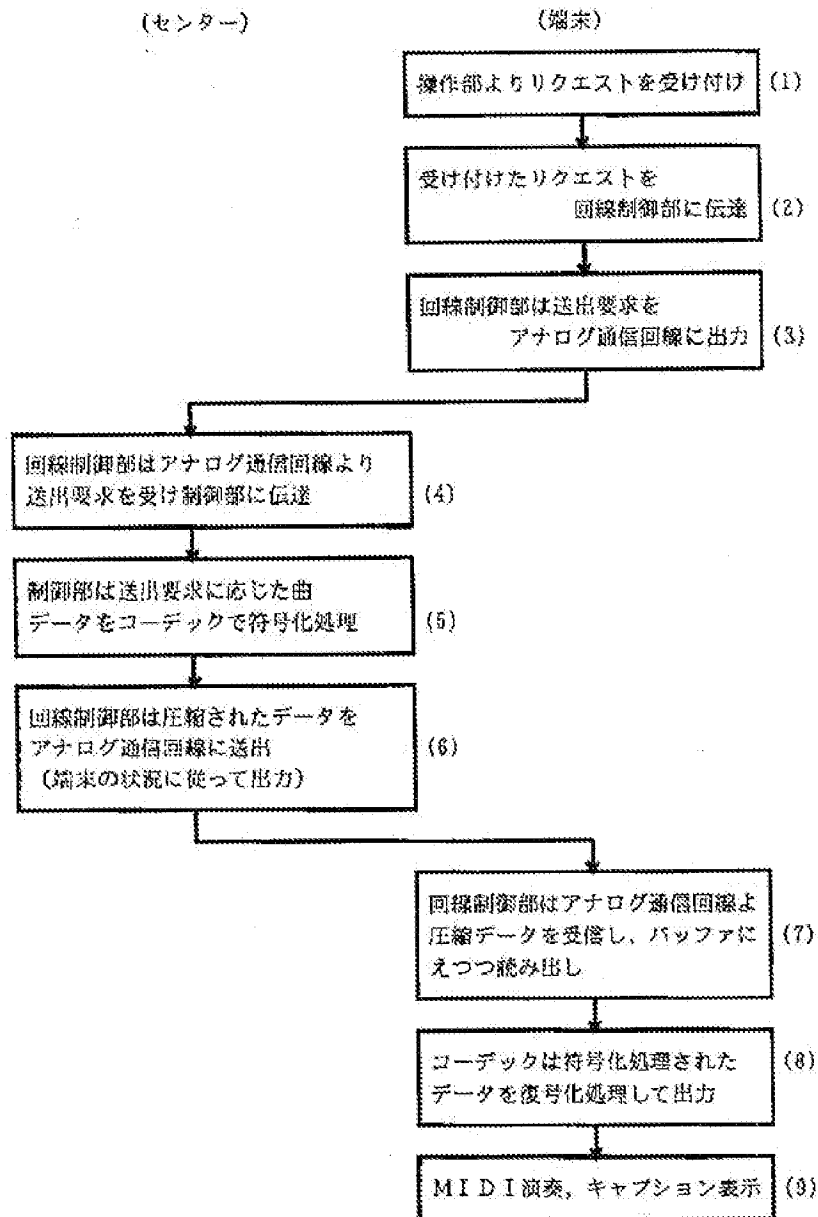 (センター)
(端末)
操作部よりリクエストを受け付け (1)
受け付けたリクエストを
回線制御部に伝達 (2)
回線制御部は送出要求を
アナログ通信回線に出力 (3)
回線制御部はアナログ通信回線より
送出要求を受け制御部に伝達 (4)
制御部は送出要求に応じた曲
データをコーデックで符号化処理 (5)
回線制御部は圧縮されたデータを
アナログ通信回線に送出 (6)
(端末の状況に従って出力)
回線制御部はアナログ通信回線よ
圧縮データを受信し、バッファに (7)
えつつ読み出し
コーデックは符号化処理された (8)
データを復号化処理して出力
MIDI演奏,キャプション表示 (9)